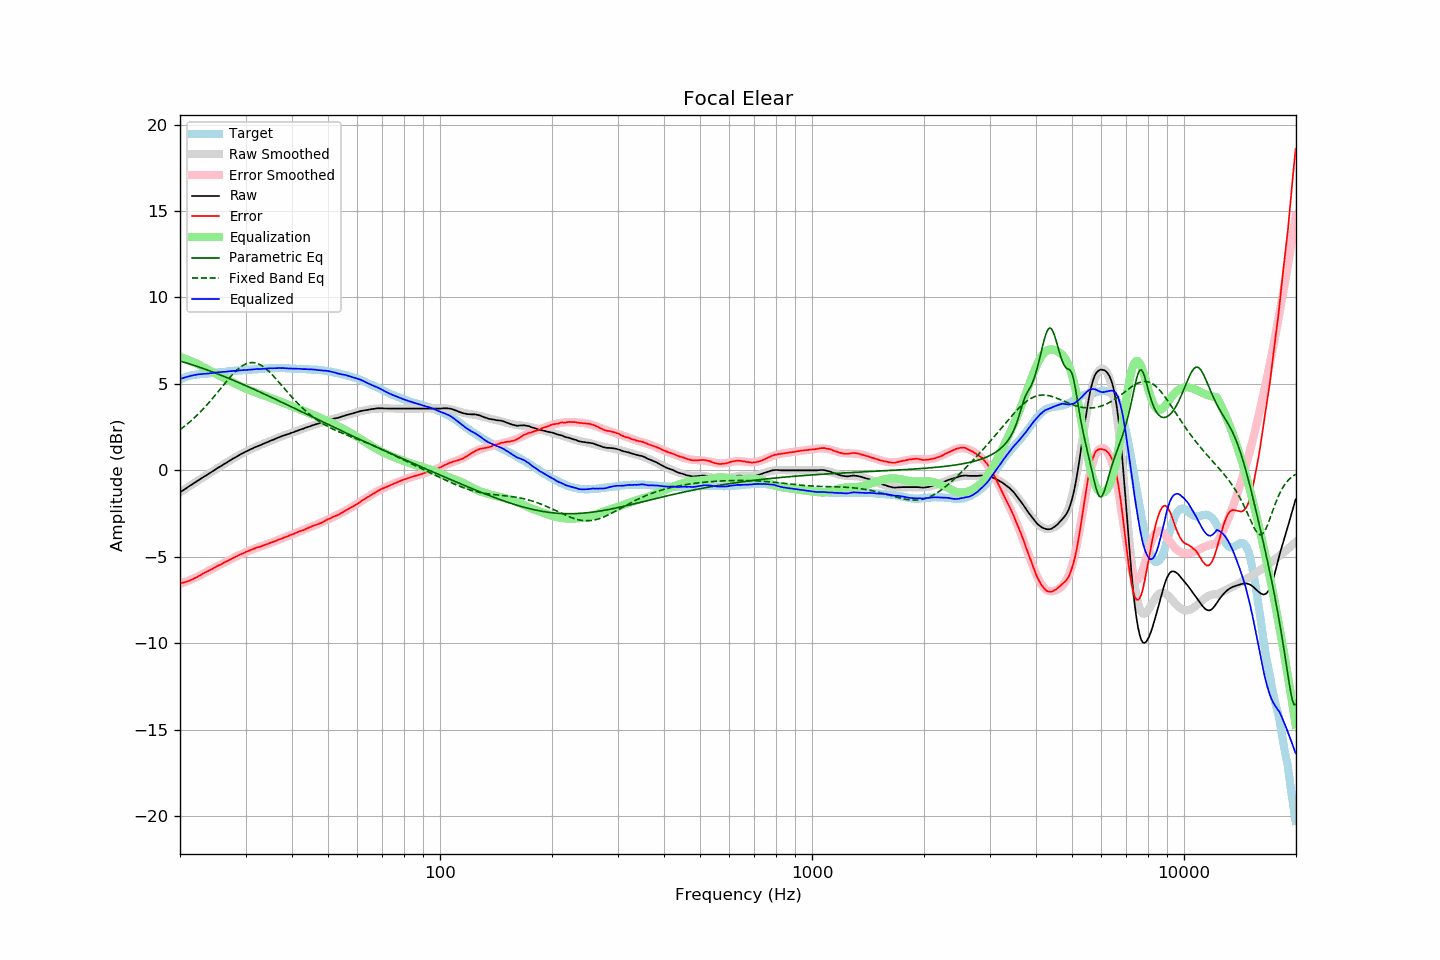 Focal Elear
Target
Raw Smoothed
Error Smoothed
Raw
Error
Equalization
Parametric Eq
Fixed Band Eq
Equalized
20
15
10
5
0
−5
−10
−15
−20
Amplitude (dBr)
100 1000 10000
Frequency (Hz)